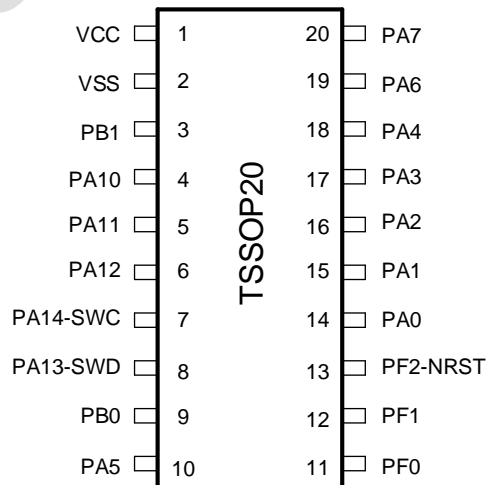 VCC 1 20 PA7
VSS 2 19 PA6
PB1 3 18 PA4
PA10 4 17 PA3
PA11 5 16 PA2
PA12 6 15 PA1
PA14-SWC 7 14 PA0
PA13-SWD 8 13 PF2-NRST
PB0 9 12 PF1
PA5 10 11 PF0
TSSOP20